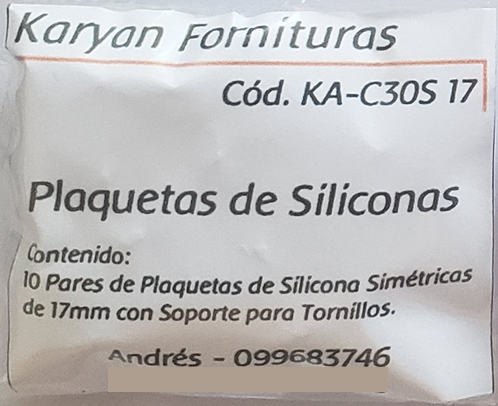 Karyan Fornituras
Cód. KA-C30S 17
Plaquetas de Siliconas
Contenido:
10 Pares de Plaquetas de Silicona Simétricas
de 17mm con Soporte para Tornillos.
Andrés - 099683746